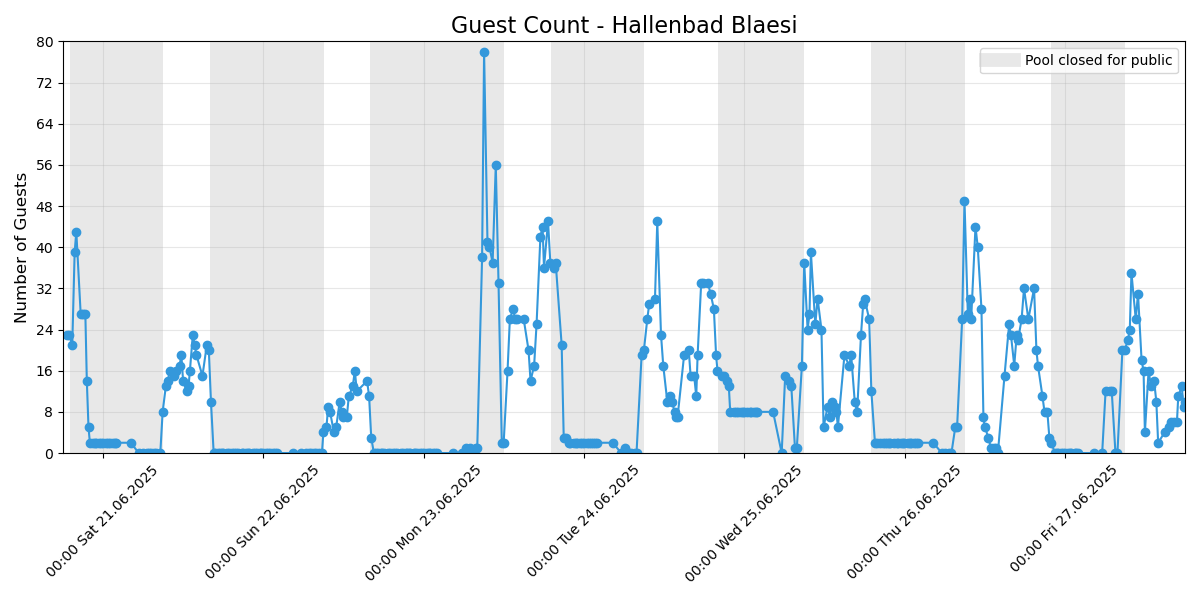 Guest Count - Hallenbad Blaesi
Pool closed for public
Number of Guests
80
72
64
56
48
40
32
24
16
8
0
00:00 Sat 21.06.2025
00:00 Sun 22.06.2025
00:00 Mon 23.06.2025
00:00 Tue 24.06.2025
00:00 Wed 25.06.2025
00:00 Thu 26.06.2025
00:00 Fri 27.06.2025